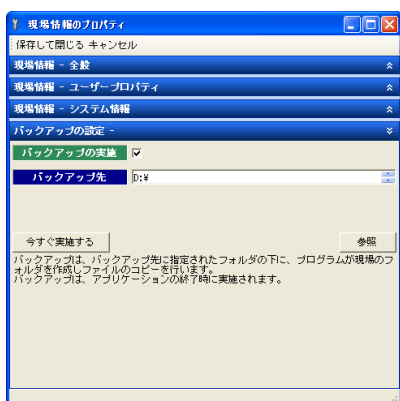 現場情報のプロパティ
保存して閉じる キャンセル
現場情報 - 全般
現場情報 - ユーザープロパティ
現場情報 - システム情報
バックアップの設定 -
バックアップの実施
バックアップ先 D:¥
今すぐ実施する 参照
バックアップは、バックアップ先に指定されたフォルダの下に、プログラムが現場のフ
ォルダを作成しファイルのコピーを行います。
バックアップは、アプリケーションの終了時に実施されます。